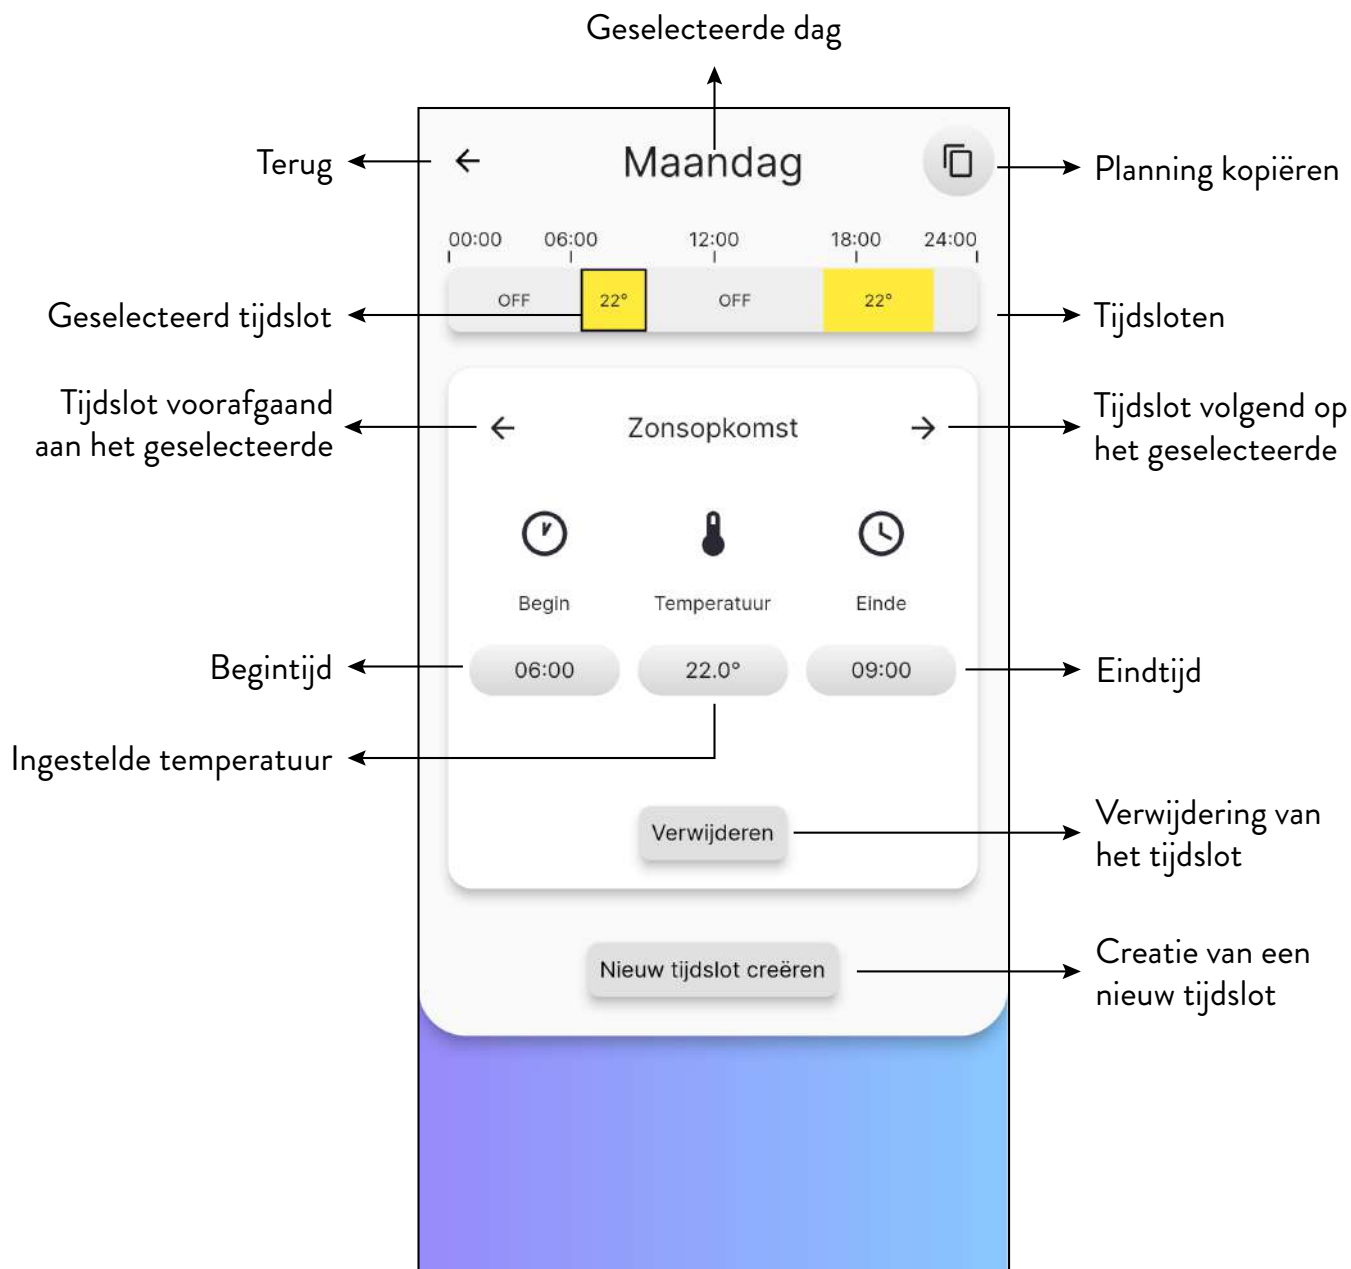 Geselecteerde dag
Terug
Maandag
Planning kopiëren
00:00 06:00 12:00 18:00 24:00
OFF 22° OFF 22°
Geselecteerd tijdslot
Tijdsloten
Tijdslot voorafgaand
aan het geselecteerde
Zonsopkomst
Tijdslot volgend op
het geselecteerde
Begin Temperatuur Einde
Begintijd
06:00 22.0° 09:00
Eindtijd
Ingestelde temperatuur
Verwijderen
Verwijdering van
het tijdslot
Nieuw tijdslot creëren
Creatie van een
nieuw tijdslot